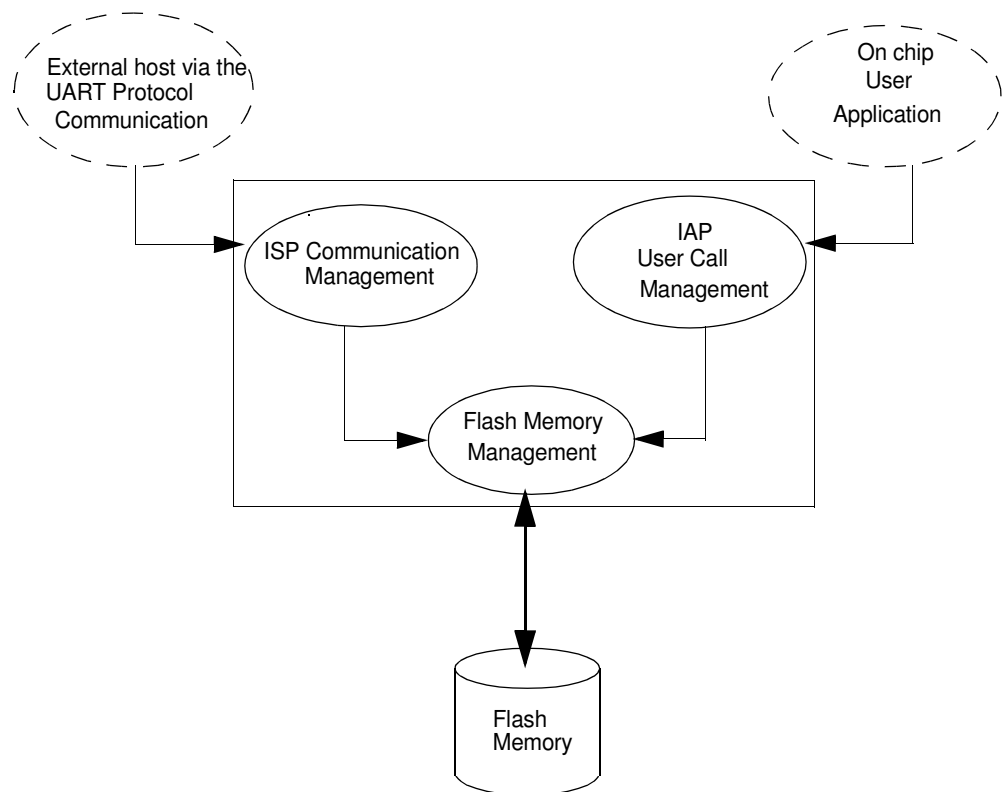 External host via the
UART Protocol
Communication
On chip
User
Application
ISP Communication
Management
IAP
User Call
Management
Flash Memory
Management
Flash
Memory